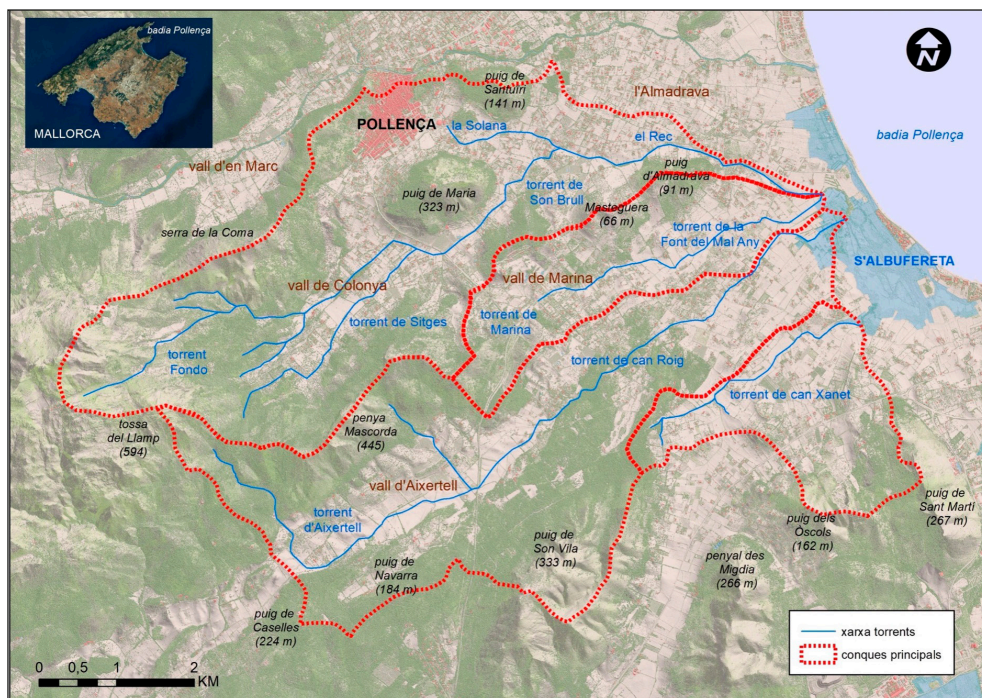 badia Pollença
MALLORCA
N
puig de
Santuïri
(141 m)
l'Almadrava
POLLENÇA
la Solana
el Rec
badia Pollença
vall d'en Marc
puig
d'Almadrava
(91 m)
torrent de
Son Brull
puig de Maria
(323 m)
Masteguera
(66 m)
serra de la Coma
torrent de la
Font del Mal Any
S'ALBUFERETA
vall de Colonya
vall de Marina
torrent de Sitges
torrent de
Marina
torrent
Fondo
torrent de can Roig
torrent de can Xanet
tossa
del Llamp
(594)
penya
Mascorda
(445)
vall d'Aixertell
torrent
d'Aixertell
puig de
Sant Martí
(267 m)
puig dels
Òscols
(162 m)
puig de
Son Vila
(333 m)
penyal des
Migdia
(266 m)
puig de
Navarra
(184 m)
puig de
Caselles
(224 m)
xarxa torrents
conques principals
0 0,5 1 2
KM